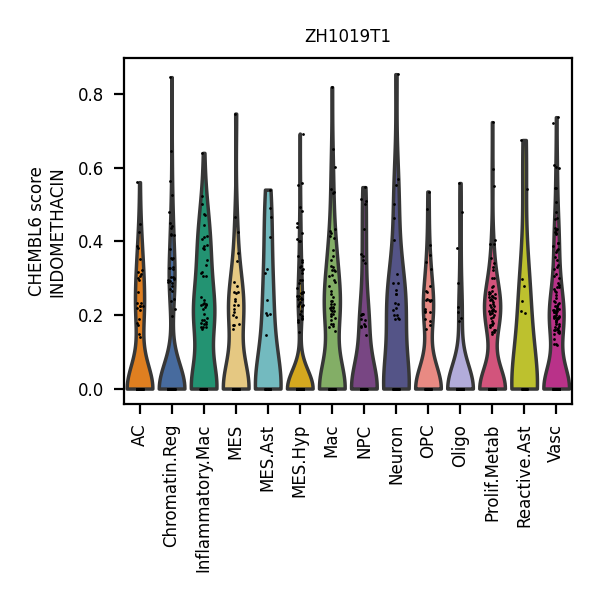 ZH1019T1
CHEMBL6 score
INDOMETHACIN
0.8
0.6
0.4
0.2
0.0
AC
Chromatin.Reg
Inflammatory.Mac
MES
MES.Ast
MES.Hyp
Mac
NPC
Neuron
OPC
Oligo
Prolif.Metab
Reactive.Ast
Vasc